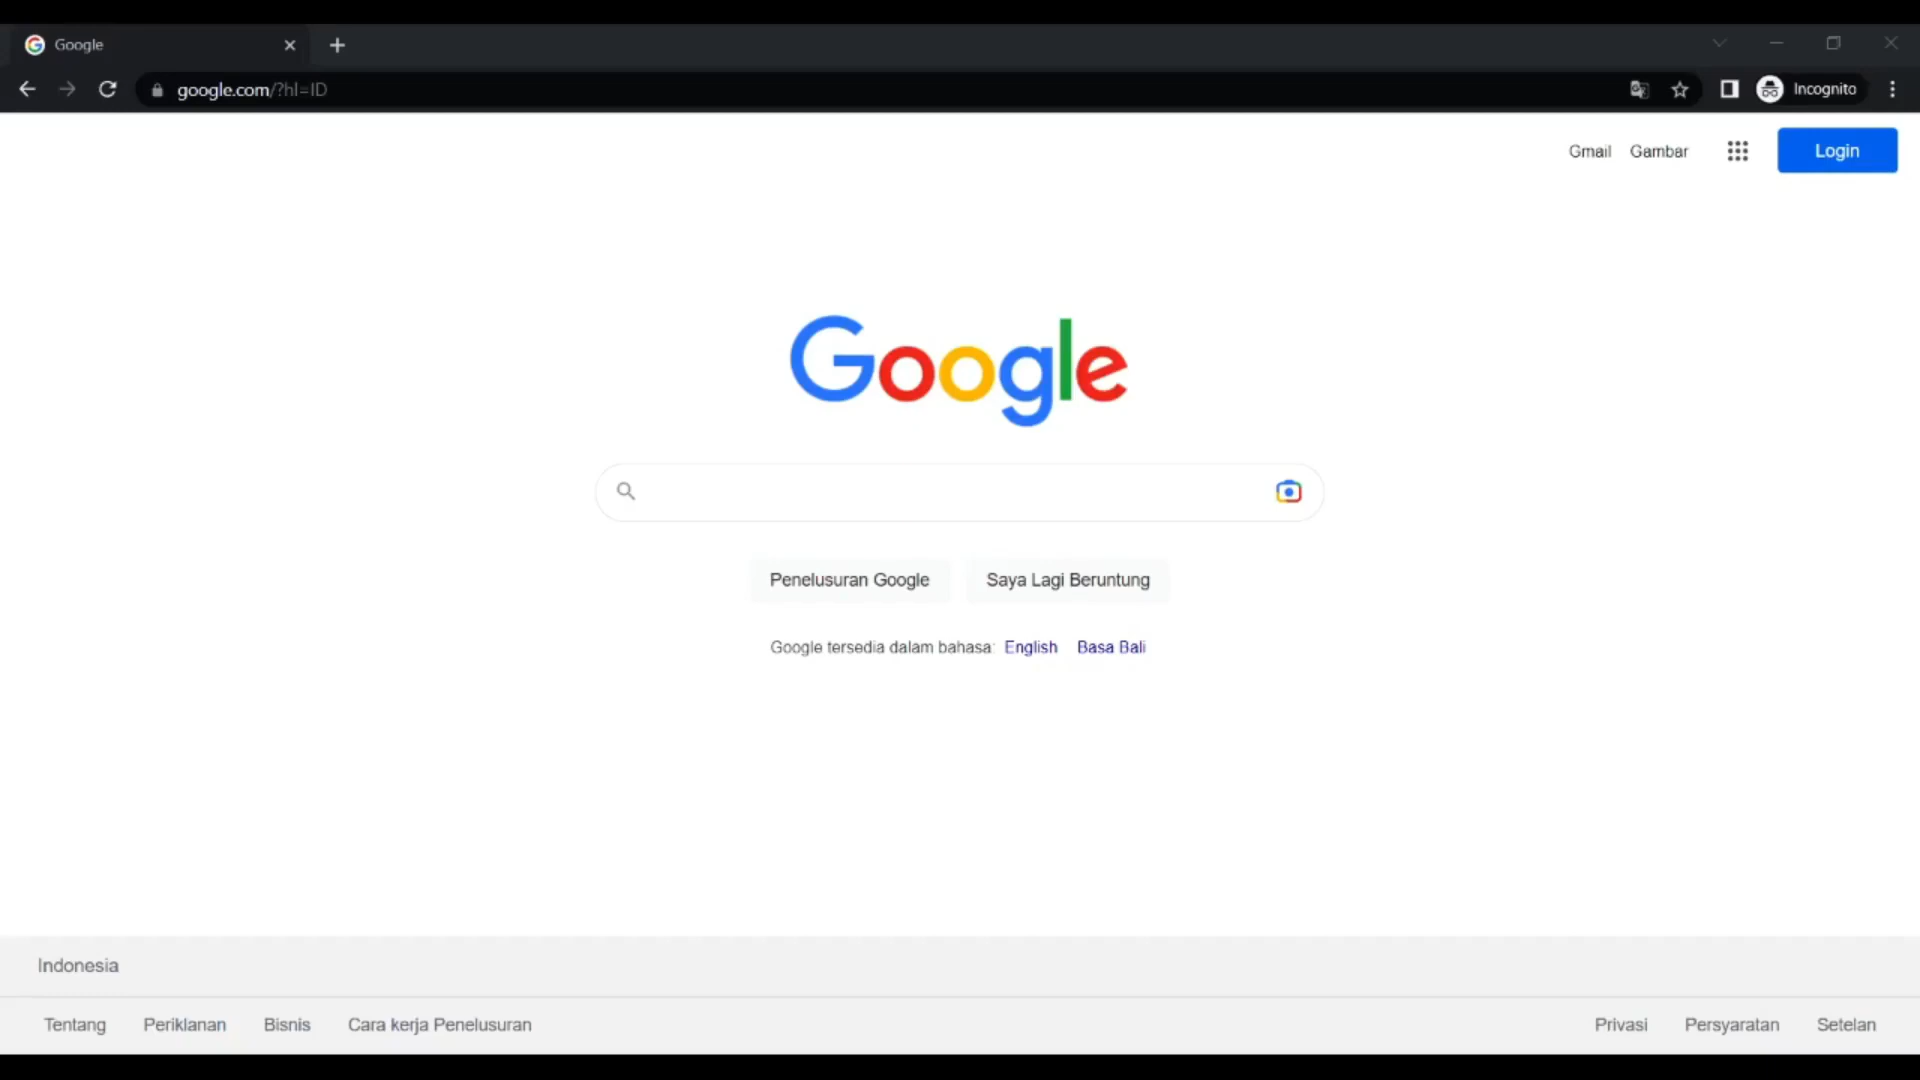 Google
google.com/?hl=ID
Incognito
Gmail Gambar
Login
Google
Penelusuran Google Saya Lagi Beruntung
Google tersedia dalam bahasa: English Basa Bali
Indonesia
Tentang Periklanan Bisnis Cara kerja Penelusuran Privasi Persyaratan Setelan